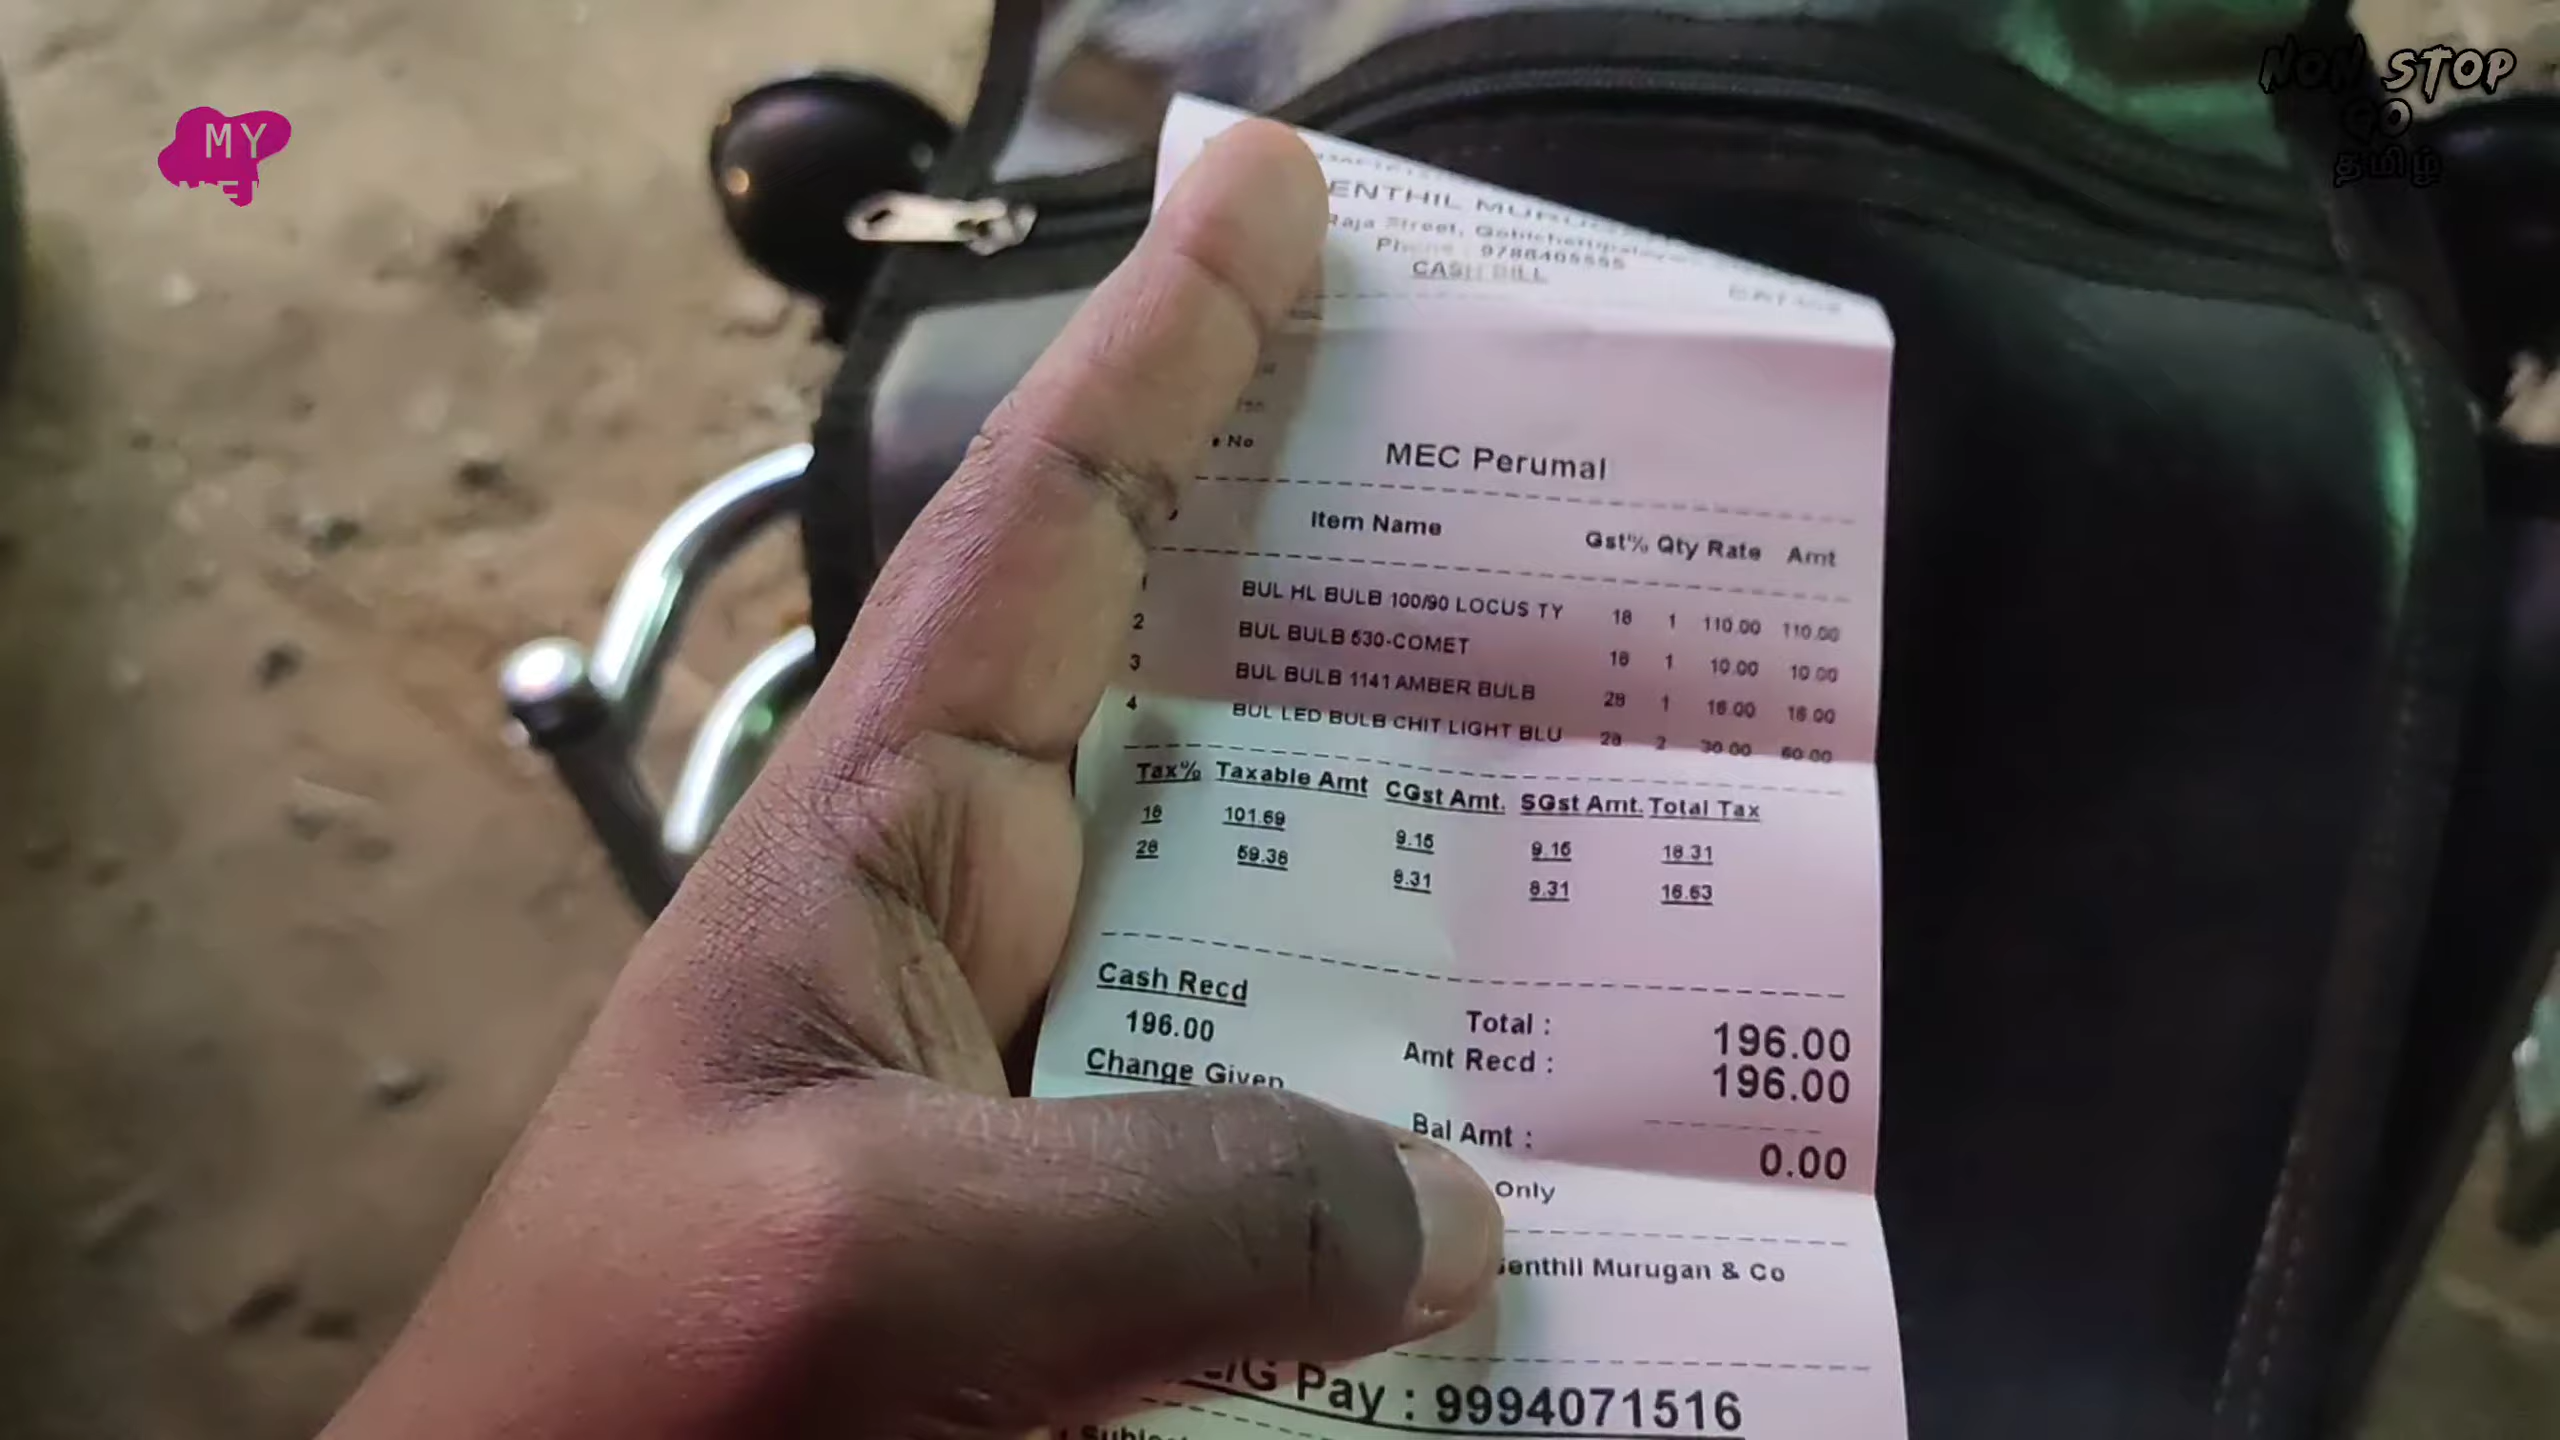 MY
NON STOP
GO
தமிழ்
ENTHIL
Raja Street,
Phone : 9786405555
CASH BILL
No
MEC Perumal
Item Name Gst% Qty Rate Amt
1 BUL HL BULB 100/90 LOCUS TY 18 1 110.00 110.00
2 BUL BULB 530-COMET 18 1 10.00 10.00
3 BUL BULB 1141 AMBER BULB 28 1 16.00 16.00
4 BUL LED BULB CHIT LIGHT BLU 28 2 30.00 60.00
Tax% Taxable Amt CGst Amt. SGst Amt. Total Tax
18 101.69 9.15 9.15 18.31
28 59.38 8.31 8.31 16.63
Cash Recd
196.00
Change Given
Total : 196.00
Amt Recd : 196.00
Bal Amt : 0.00
Only
Senthil Murugan & Co
/G Pay : 9994071516